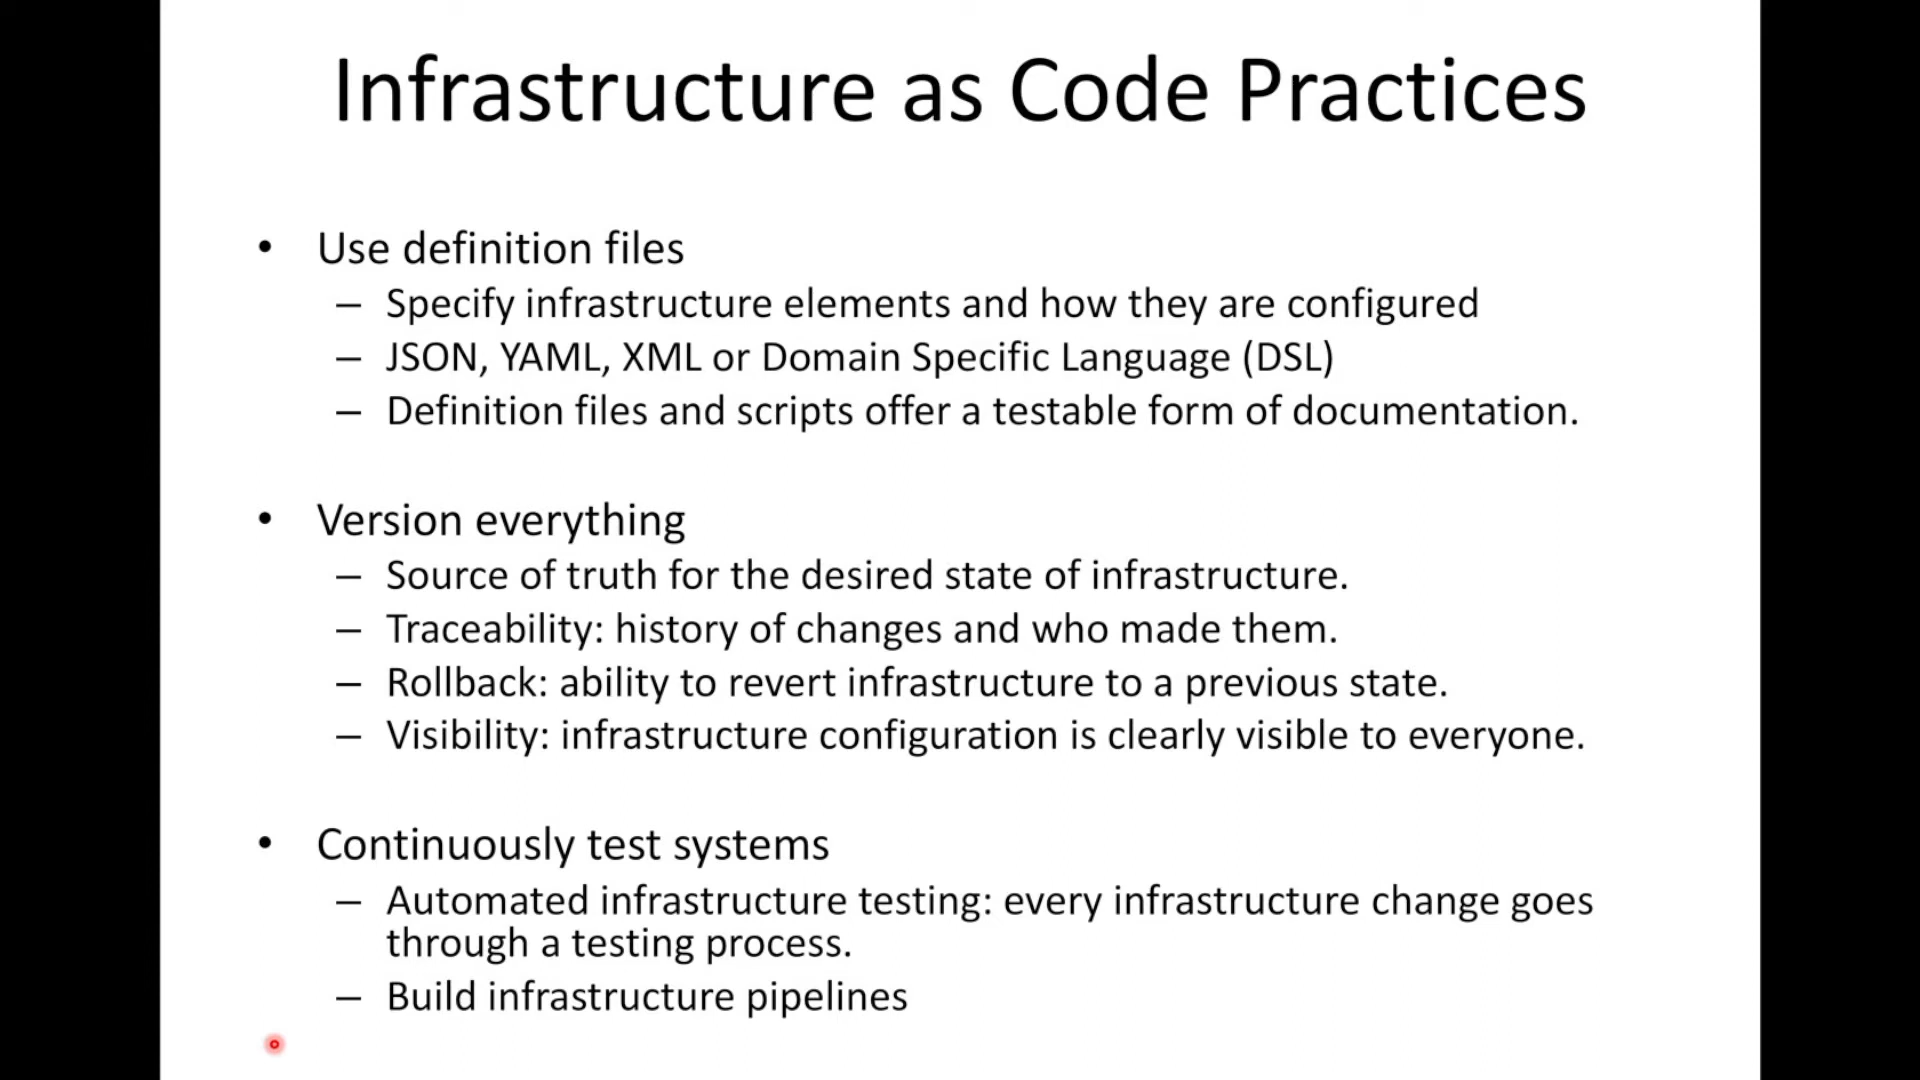 Infrastructure as Code Practices
• Use definition files
– Specify infrastructure elements and how they are configured
– JSON, YAML, XML or Domain Specific Language (DSL)
– Definition files and scripts offer a testable form of documentation.
• Version everything
– Source of truth for the desired state of infrastructure.
– Traceability: history of changes and who made them.
– Rollback: ability to revert infrastructure to a previous state.
– Visibility: infrastructure configuration is clearly visible to everyone.
• Continuously test systems
– Automated infrastructure testing: every infrastructure change goes
through a testing process.
– Build infrastructure pipelines